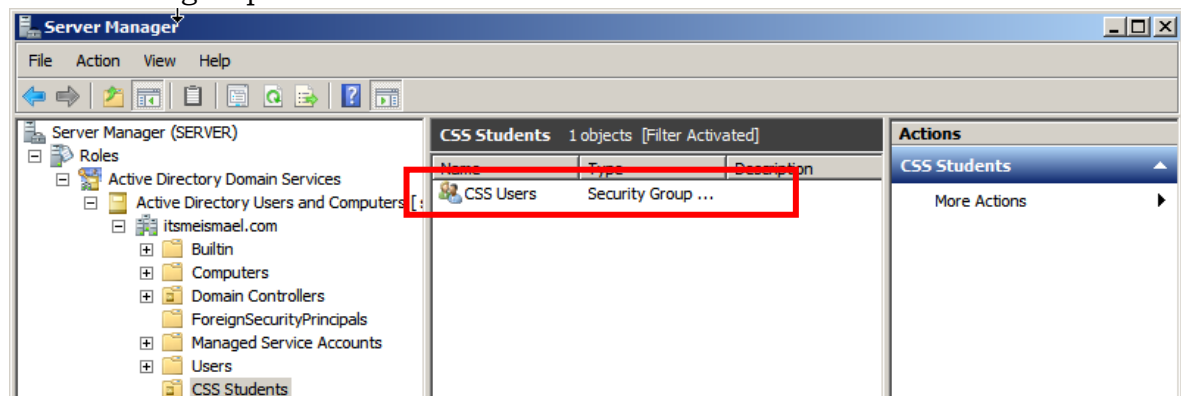 Server Manager
File Action View Help
Server Manager (SERVER)
Roles
Active Directory Domain Services
Active Directory Users and Computers [
itsmeismael.com
Builtin
Computers
Domain Controllers
ForeignSecurityPrincipals
Managed Service Accounts
Users
CSS Students
CSS Students 1 objects [Filter Activated]
Name Type Description
CSS Users Security Group ...
Actions
CSS Students
More Actions